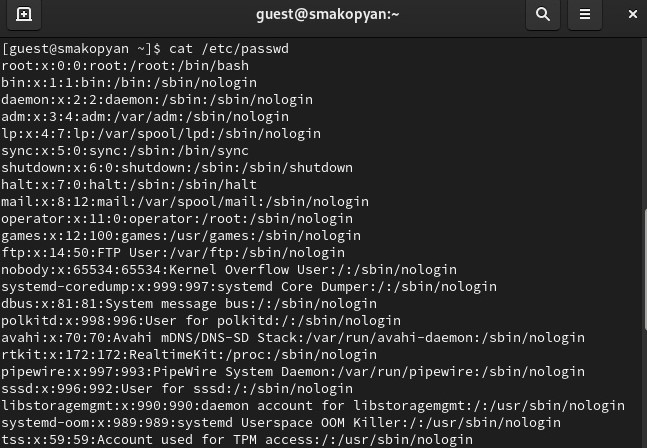 guest@smakopyan:~
[guest@smakopyan ~]$ cat /etc/passwd
root:x:0:0:root:/root:/bin/bash
bin:x:1:1:bin:/bin:/sbin/nologin
daemon:x:2:2:daemon:/sbin:/sbin/nologin
adm:x:3:4:adm:/var/adm:/sbin/nologin
lp:x:4:7:lp:/var/spool/lpd:/sbin/nologin
sync:x:5:0:sync:/sbin:/bin/sync
shutdown:x:6:0:shutdown:/sbin:/sbin/shutdown
halt:x:7:0:halt:/sbin:/sbin/halt
mail:x:8:12:mail:/var/spool/mail:/sbin/nologin
operator:x:11:0:operator:/root:/sbin/nologin
games:x:12:100:games:/usr/games:/sbin/nologin
ftp:x:14:50:FTP User:/var/ftp:/sbin/nologin
nobody:x:65534:65534:Kernel Overflow User:/:/sbin/nologin
systemd-coredump:x:999:997:systemd Core Dumper:/:/sbin/nologin
dbus:x:81:81:System message bus:/:/sbin/nologin
polkitd:x:998:996:User for polkitd:/:/sbin/nologin
avahi:x:70:70:Avahi mDNS/DNS-SD Stack:/var/run/avahi-daemon:/sbin/nologin
rtkit:x:172:172:RealtimeKit:/proc:/sbin/nologin
pipewire:x:997:993:PipeWire System Daemon:/var/run/pipewire:/sbin/nologin
sssd:x:996:992:User for sssd:/:/sbin/nologin
libstoragemgmt:x:990:990:daemon account for libstoragemgmt:/:/usr/sbin/nologin
systemd-oom:x:989:989:systemd Userspace OOM Killer:/:/usr/sbin/nologin
tss:x:59:59:Account used for TPM access:/:/usr/sbin/nologin